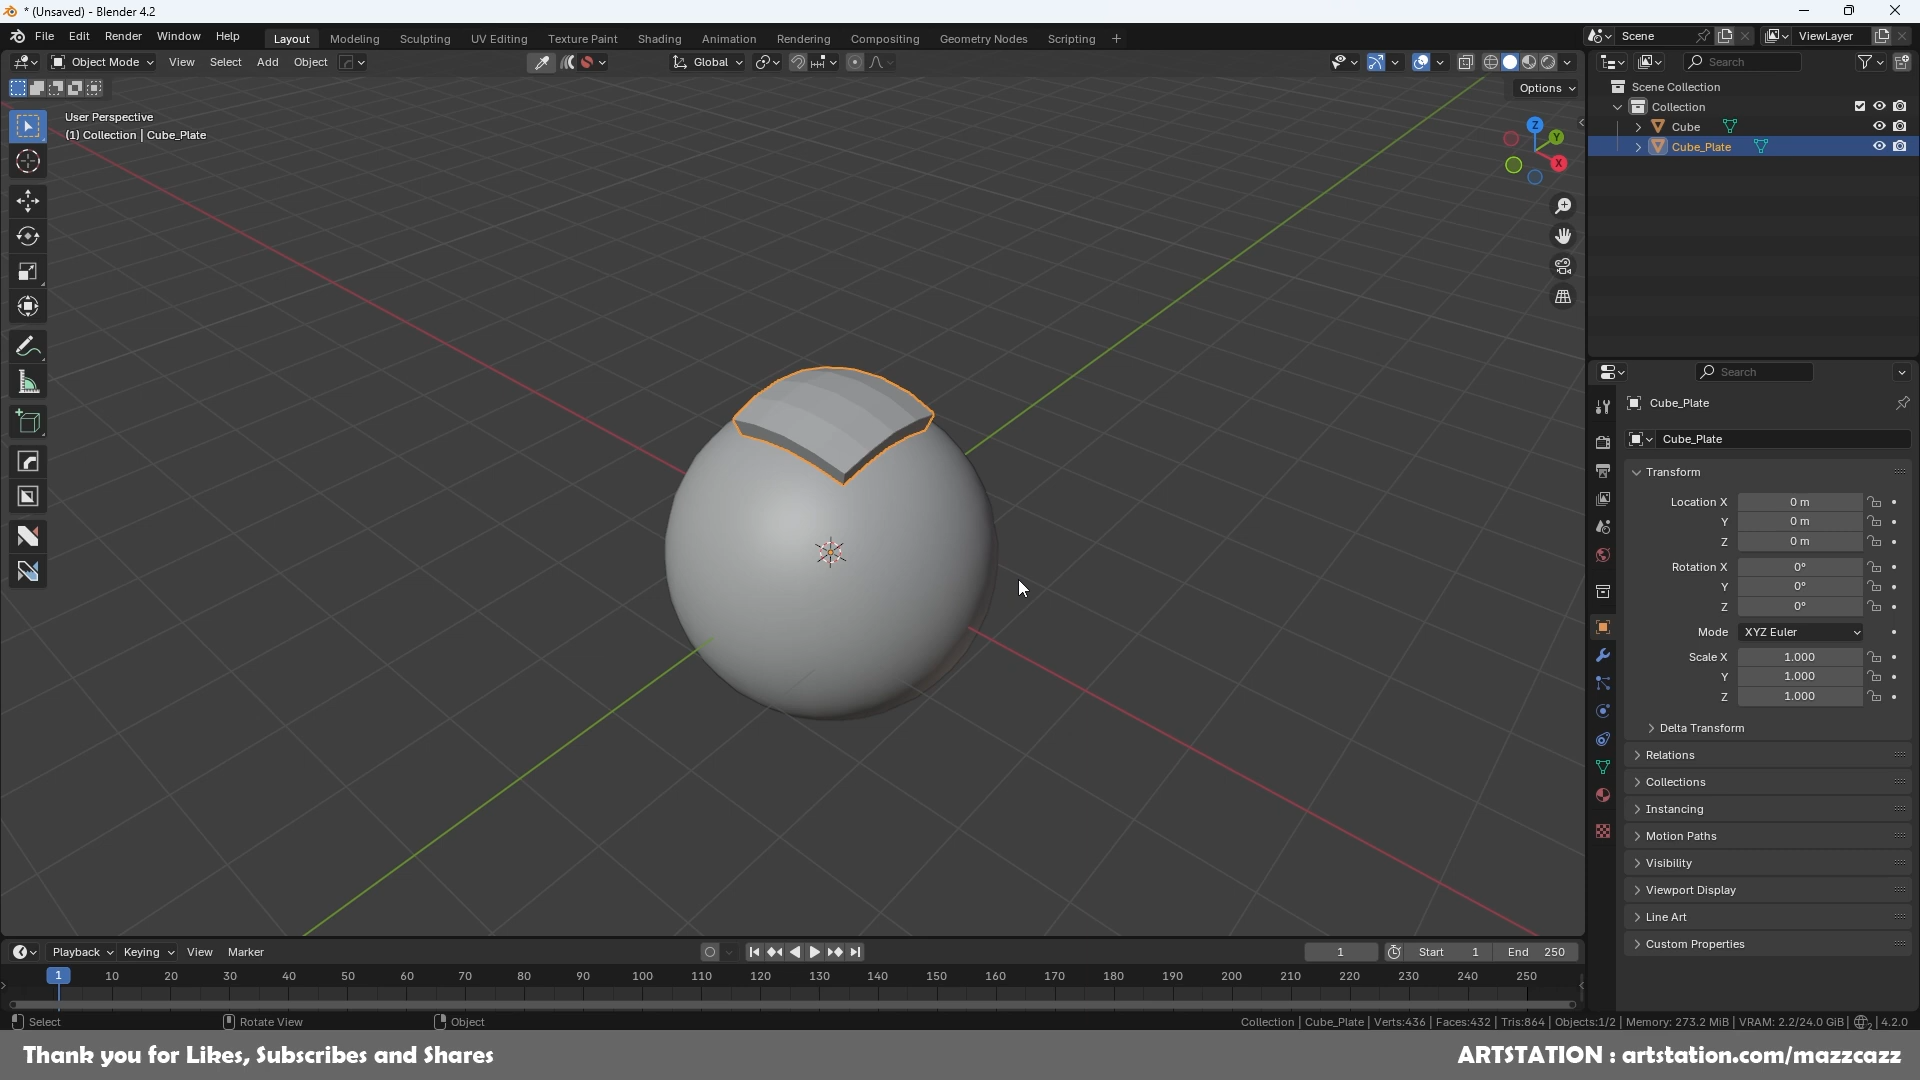 * (Unsaved) - Blender 4.2
File Edit Render Window Help Layout Modeling Sculpting UV Editing Texture Paint Shading Animation Rendering Compositing Geometry Nodes Scripting + Scene ViewLayer
Object Mode View Select Add Object Global Search
Options
User Perspective
(1) Collection | Cube_Plate
Z
Y
X
Scene Collection
Collection
Cube
Cube_Plate
Search
Cube_Plate
Cube_Plate
Transform
Location X 0 m
Y 0 m
Z 0 m
Rotation X 0°
Y 0°
Z 0°
Mode XYZ Euler
Scale X 1.000
Y 1.000
Z 1.000
Delta Transform
Relations
Collections
Instancing
Motion Paths
Visibility
Viewport Display
Line Art
Custom Properties
Playback Keying View Marker 1 Start 1 End 250
1 10 20 30 40 50 60 70 80 90 100 110 120 130 140 150 160 170 180 190 200 210 220 230 240 250
Select Rotate View Object Collection | Cube_Plate | Verts:436 | Faces:432 | Tris:864 | Objects:1/2 | Memory: 273.2 MiB | VRAM: 2.2/24.0 GiB | 2 | 4.2.0
Thank you for Likes, Subscribes and Shares ARTSTATION : artstation.com/mazzcazz